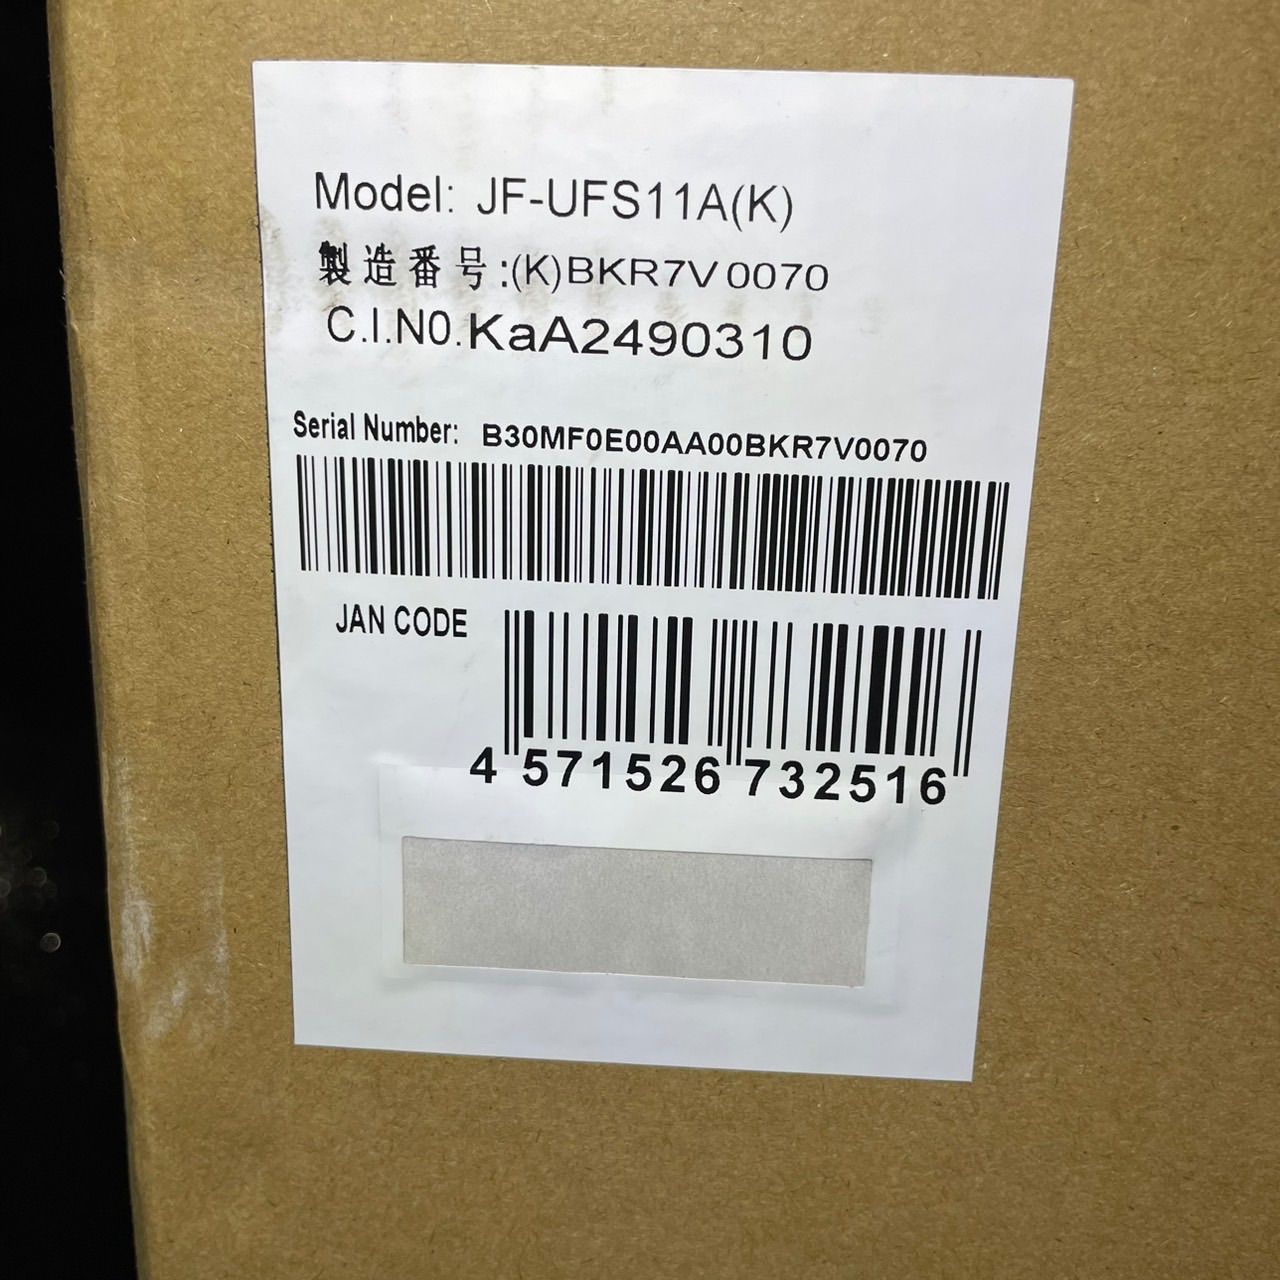 Model: JF-UFS11A(K)
製造番号:(K)BKR7V0070
C.I.N0.KaA2490310
Serial Number: B30MF0E00AA00BKR7V0070
JAN CODE
4 571526 732516